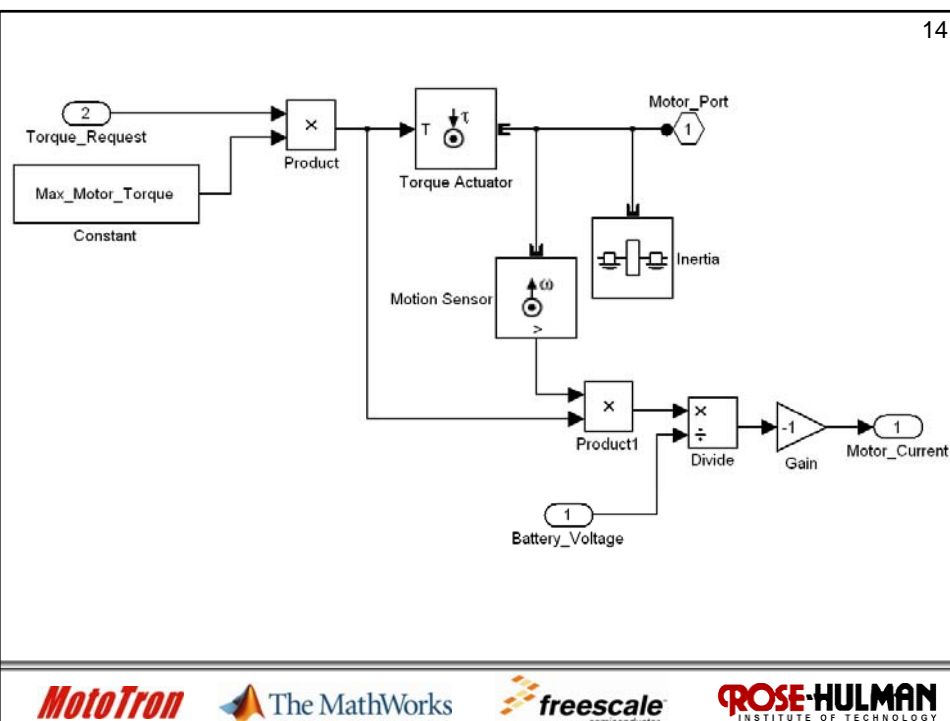 14
2
Torque_Request
×
Product
Max_Motor_Torque
Constant
T
τ
Torque Actuator
Motor_Port
1
Inertia
Motion Sensor
ω
>
×
Product1
×
÷
Divide
-1
Gain
1
Motor_Current
1
Battery_Voltage
MotoTron
The MathWorks
freescale
semiconductor
ROSE-HULMAN
INSTITUTE OF TECHNOLOGY